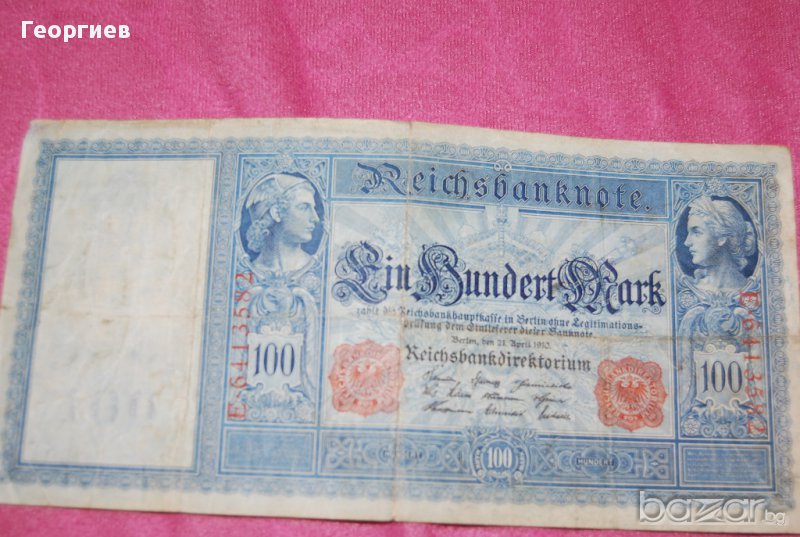 Георгиев
Reichsbanknote.
Ein Hundert Mark
zahlt die Reichsbankhauptkasse in Berlin ohne Legitimations-
prüfung dem Einlieferer dieser Banknote.
Berlin, den 21. April 1910.
Reichsbankdirektorium
E·6413582
E·6413582
100
100
100
HUNDERT
bazar.bg